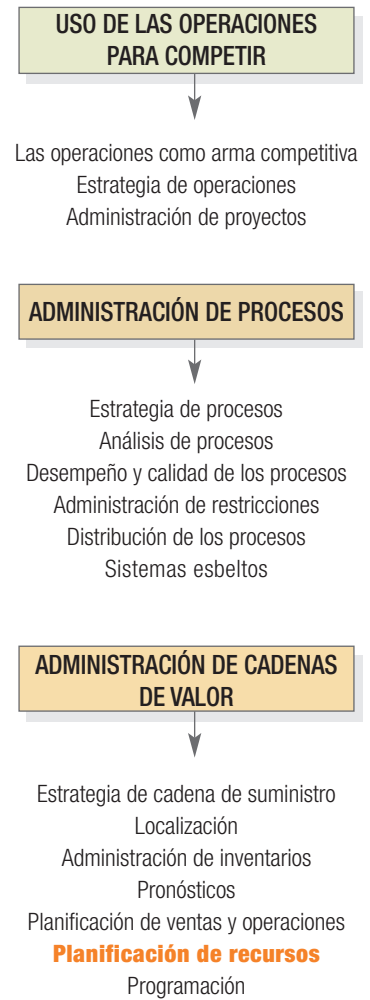 USO DE LAS OPERACIONES
PARA COMPETIR
Las operaciones como arma competitiva
Estrategia de operaciones
Administración de proyectos
ADMINISTRACIÓN DE PROCESOS
Estrategia de procesos
Análisis de procesos
Desempeño y calidad de los procesos
Administración de restricciones
Distribución de los procesos
Sistemas esbeltos
ADMINISTRACIÓN DE CADENAS
DE VALOR
Estrategia de cadena de suministro
Localización
Administración de inventarios
Pronósticos
Planificación de ventas y operaciones
Planificación de recursos
Programación